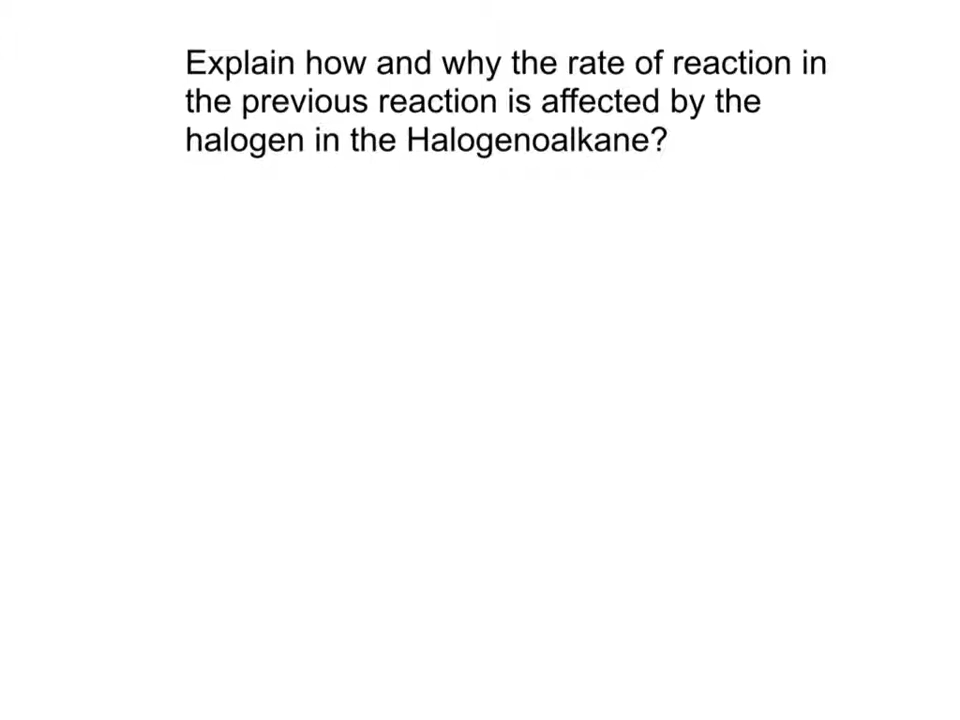 Explain how and why the rate of reaction in
the previous reaction is affected by the
halogen in the Halogenoalkane?